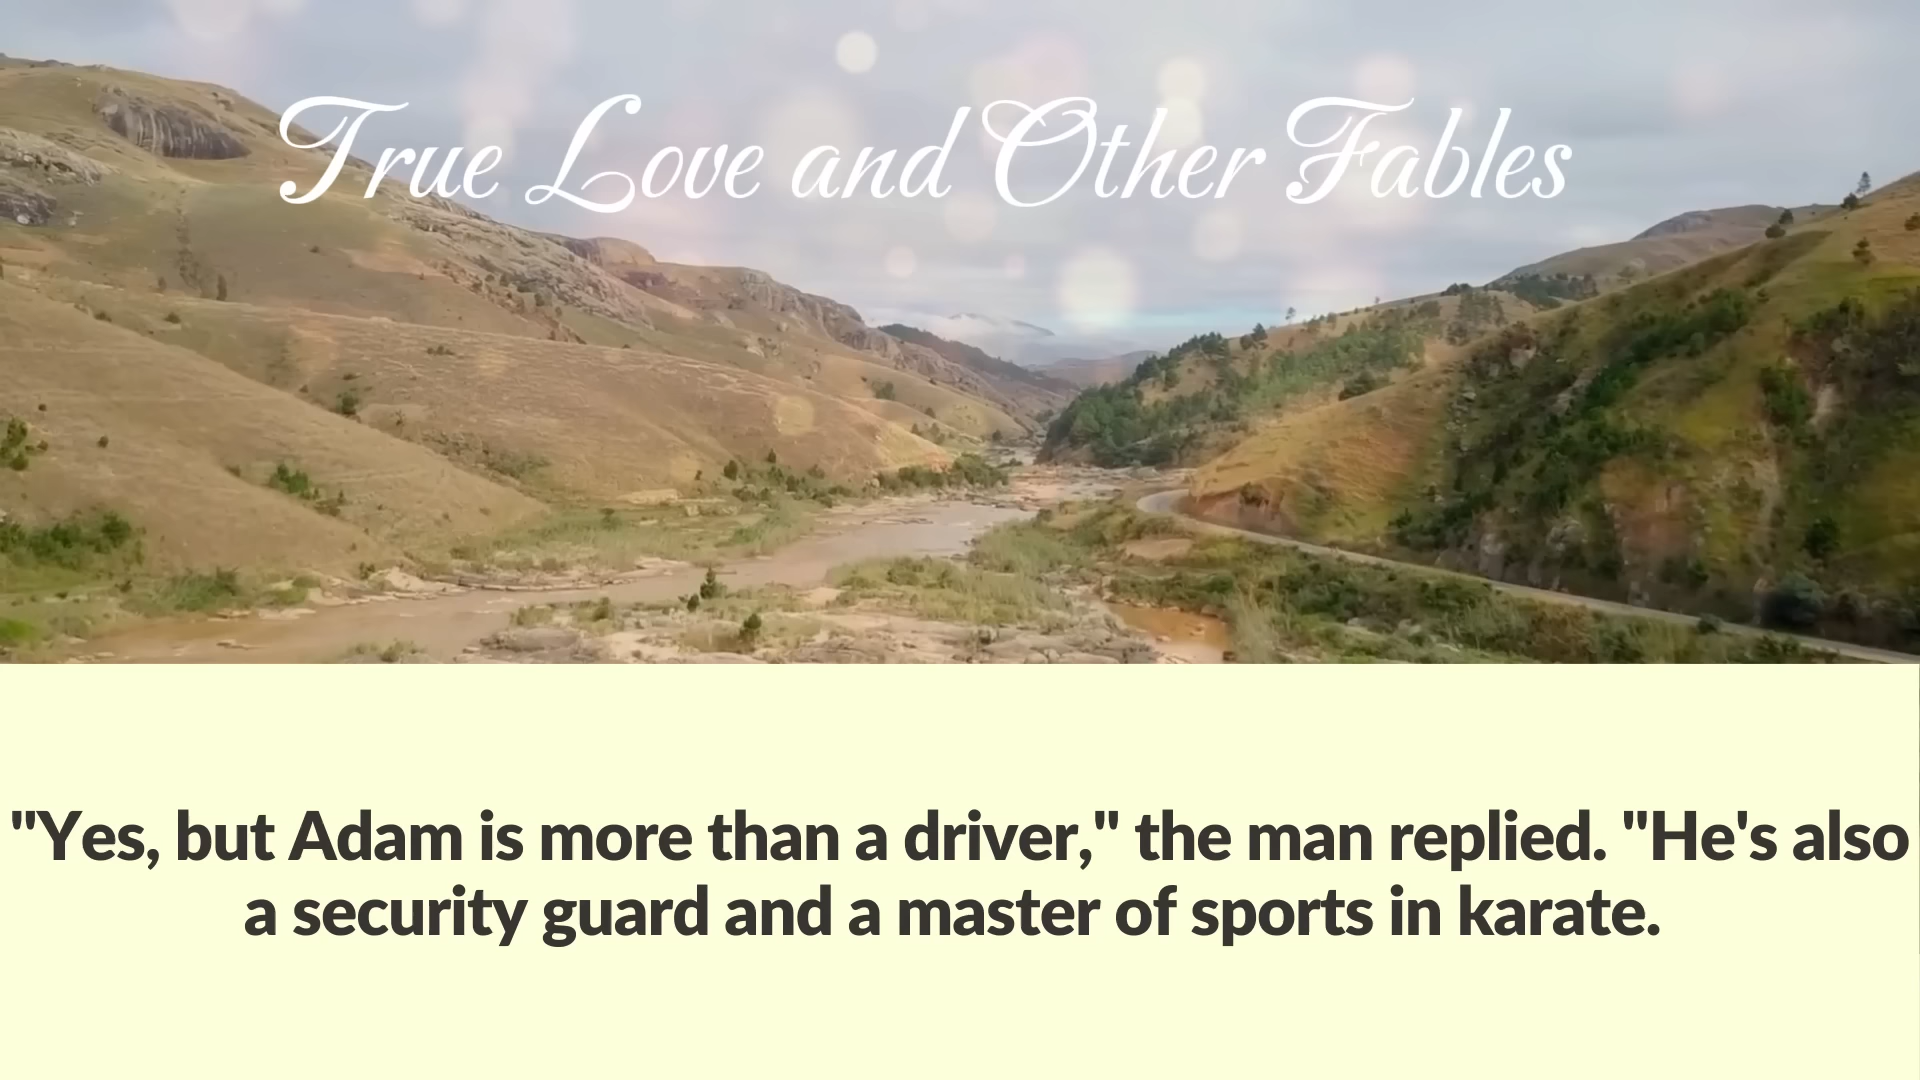 True Love and Other Fables
"Yes, but Adam is more than a driver," the man replied. "He's also
a security guard and a master of sports in karate.